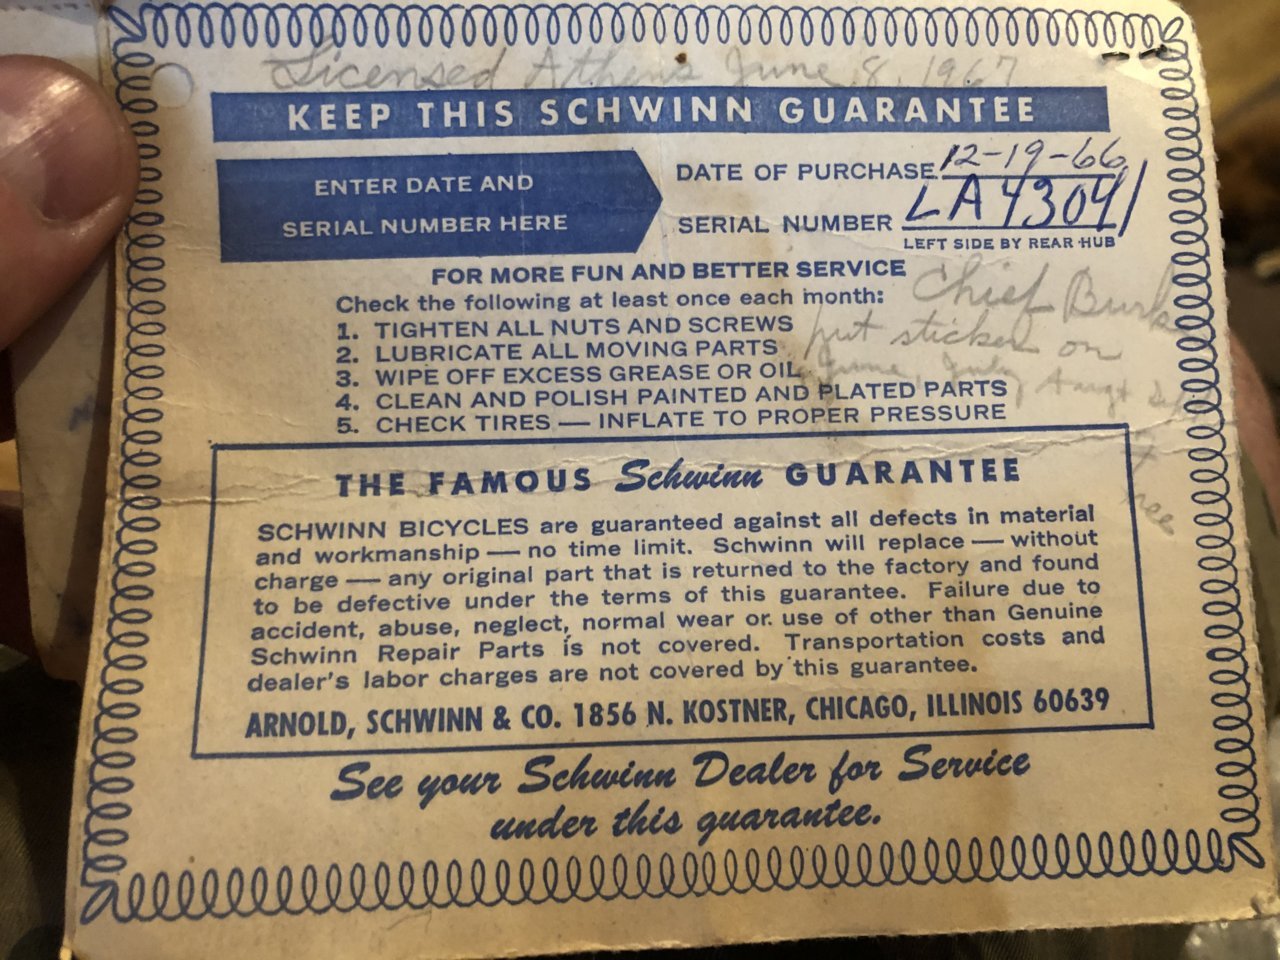 Licensed Athens June 8, 1967
KEEP THIS SCHWINN GUARANTEE
ENTER DATE AND
SERIAL NUMBER HERE
DATE OF PURCHASE 12-19-66
SERIAL NUMBER LA43041
LEFT SIDE BY REAR HUB
FOR MORE FUN AND BETTER SERVICE
Check the following at least once each month:
1. TIGHTEN ALL NUTS AND SCREWS
2. LUBRICATE ALL MOVING PARTS
3. WIPE OFF EXCESS GREASE OR OIL
4. CLEAN AND POLISH PAINTED AND PLATED PARTS
5. CHECK TIRES — INFLATE TO PROPER PRESSURE
Chief Burk
put sticker on
June, July
THE FAMOUS Schwinn GUARANTEE
SCHWINN BICYCLES are guaranteed against all defects in material
and workmanship — no time limit. Schwinn will replace — without
charge — any original part that is returned to the factory and found
to be defective under the terms of this guarantee. Failure due to
accident, abuse, neglect, normal wear or use of other than Genuine
Schwinn Repair Parts is not covered. Transportation costs and
dealer's labor charges are not covered by this guarantee.
ARNOLD, SCHWINN & CO. 1856 N. KOSTNER, CHICAGO, ILLINOIS 60639
See your Schwinn Dealer for Service
under this guarantee.